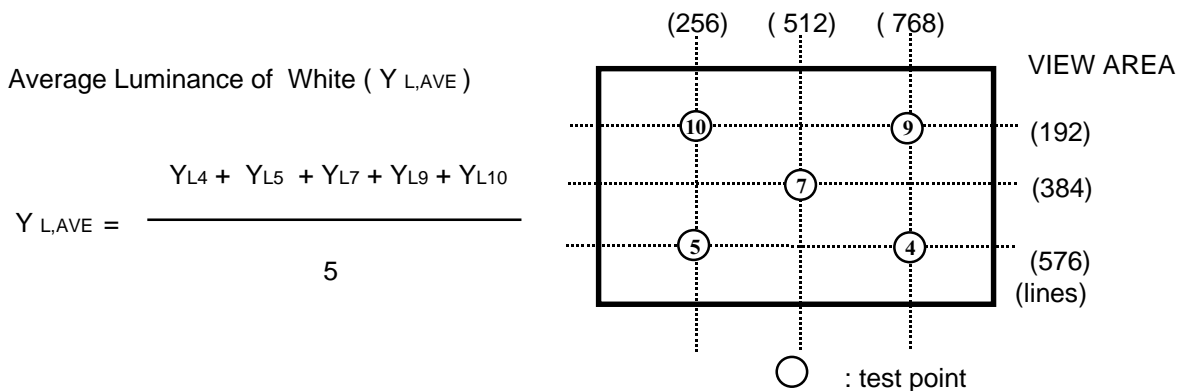 (256) ( 512) ( 768)
VIEW AREA
Average Luminance of White ( Y L,AVE )
10 9 (192)
YL4 + YL5 + YL7 + YL9 + YL10
7 (384)
Y L,AVE =
5 4 (576)
5
(lines)
: test point